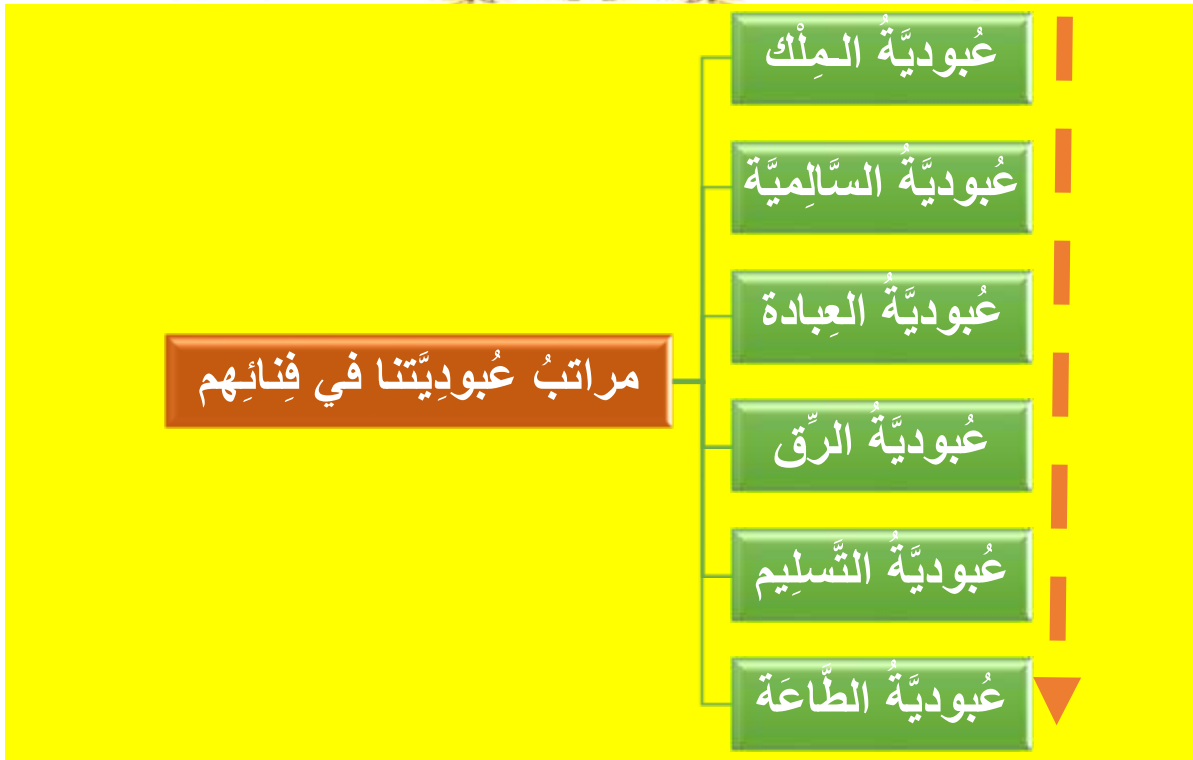 عُبوديَّةُ الـمِلْك
عُبوديَّةُ السَّالِميَّة
عُبوديَّةُ العِبادة
مراتبُ عُبودِيَّتنا في فِنائِهم
عُبوديَّةُ الرِّق
عُبوديَّةُ التَّسلِيم
عُبوديَّةُ الطَّاعَة